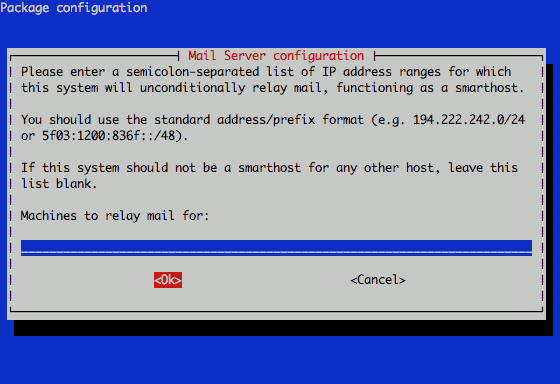 Package configuration
Mail Server configuration
Please enter a semicolon-separated list of IP address ranges for which
this system will unconditionally relay mail, functioning as a smarthost.
You should use the standard address/prefix format (e.g. 194.222.242.0/24
or 5f03:1200:836f::/48).
If this system should not be a smarthost for any other host, leave this
list blank.
Machines to relay mail for:
<Ok> <Cancel>